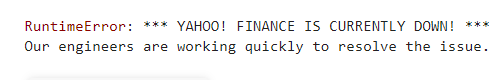 RuntimeError: *** YAHOO! FINANCE IS CURRENTLY DOWN! ***
Our engineers are working quickly to resolve the issue.